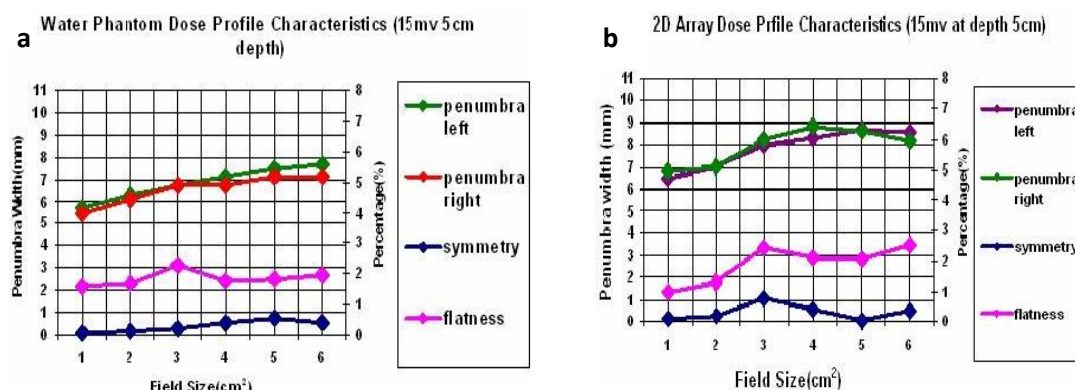 a
Water Phantom Dose Profile Characteristics (15mv 5cm
depth)
Penumbra Width(mm)
11
10
9
8
7
6
5
4
3
2
1
0
8
7
6
5
4
3
2
1
0
Percentage(%)
1 2 3 4 5 6
Field Size(cm²)
penumbra
left
penumbra
right
symmetry
flatness
b
2D Array Dose Prfile Characteristics (15mv at depth 5cm)
Penumbra width (mm)
11
10
9
8
7
6
5
4
3
2
1
0
8
7
6
5
4
3
2
1
0
Percentage(%)
1 2 3 4 5 6
Field Size(cm²)
penumbra
left
penumbra
right
symmetry
flatness